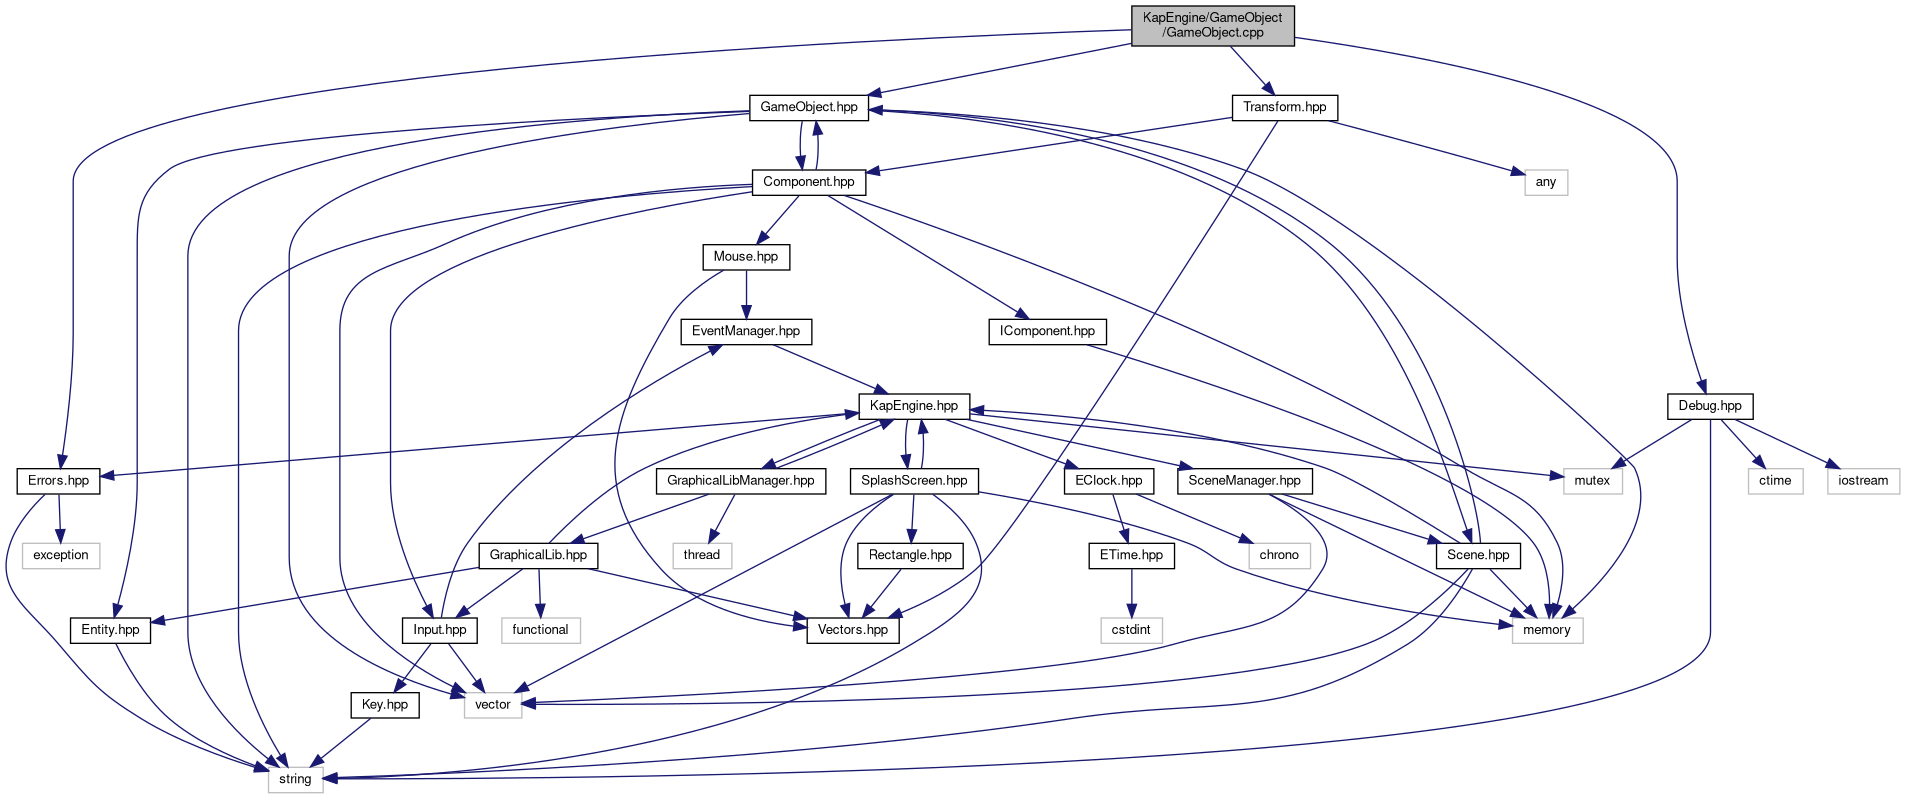 KapEngine/GameObject
/GameObject.cpp
GameObject.hpp
Transform.hpp
Component.hpp
any
Mouse.hpp
EventManager.hpp
IComponent.hpp
KapEngine.hpp
Debug.hpp
Errors.hpp
GraphicalLibManager.hpp
SplashScreen.hpp
EClock.hpp
SceneManager.hpp
mutex
ctime
iostream
exception
GraphicalLib.hpp
thread
Rectangle.hpp
ETime.hpp
chrono
Scene.hpp
Entity.hpp
Input.hpp
functional
Vectors.hpp
cstdint
memory
Key.hpp
vector
string